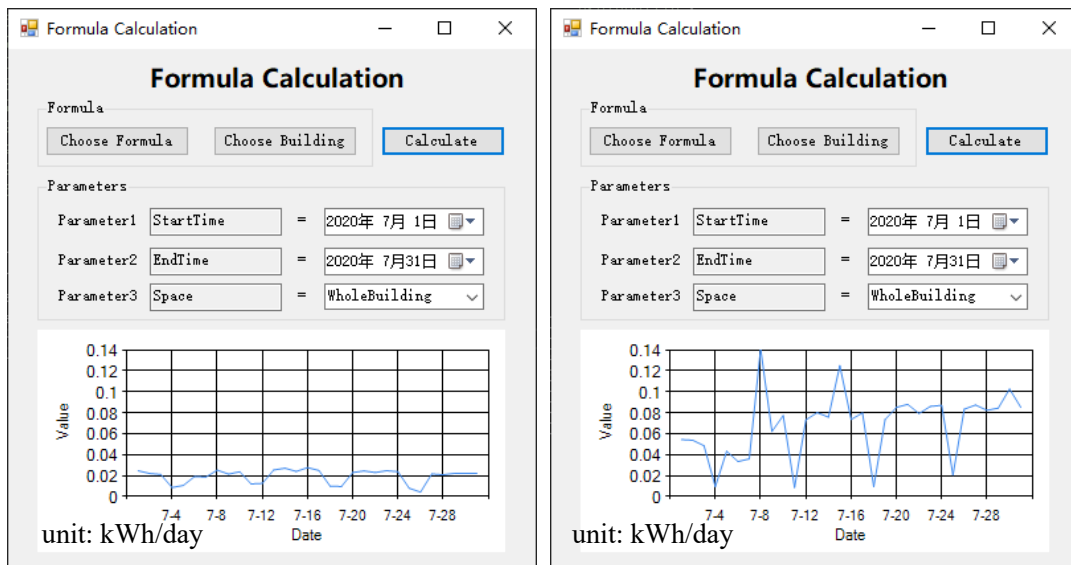 Formula Calculation
Formula Calculation
Formula
Choose Formula
Choose Building
Calculate
Parameters
Parameter1
StartTime
=
2020年 7月 1日
Parameter2
EndTime
=
2020年 7月31日
Parameter3
Space
=
WholeBuilding
0.14
0.12
0.1
0.08
0.06
0.04
0.02
0
Value
7-4 7-8 7-12 7-16 7-20 7-24 7-28
Date
unit: kWh/day
Formula Calculation
Formula Calculation
Formula
Choose Formula
Choose Building
Calculate
Parameters
Parameter1
StartTime
=
2020年 7月 1日
Parameter2
EndTime
=
2020年 7月31日
Parameter3
Space
=
WholeBuilding
0.14
0.12
0.1
0.08
0.06
0.04
0.02
0
Value
7-4 7-8 7-12 7-16 7-20 7-24 7-28
Date
unit: kWh/day